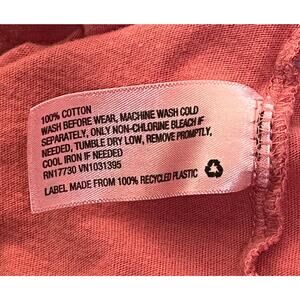 100% COTTON
WASH BEFORE WEAR, MACHINE WASH COLD
SEPARATELY, ONLY NON-CHLORINE BLEACH IF
NEEDED, TUMBLE DRY LOW, REMOVE PROMPTLY,
COOL IRON IF NEEDED
RN17730 VN1031395
LABEL MADE FROM 100% RECYCLED PLASTIC